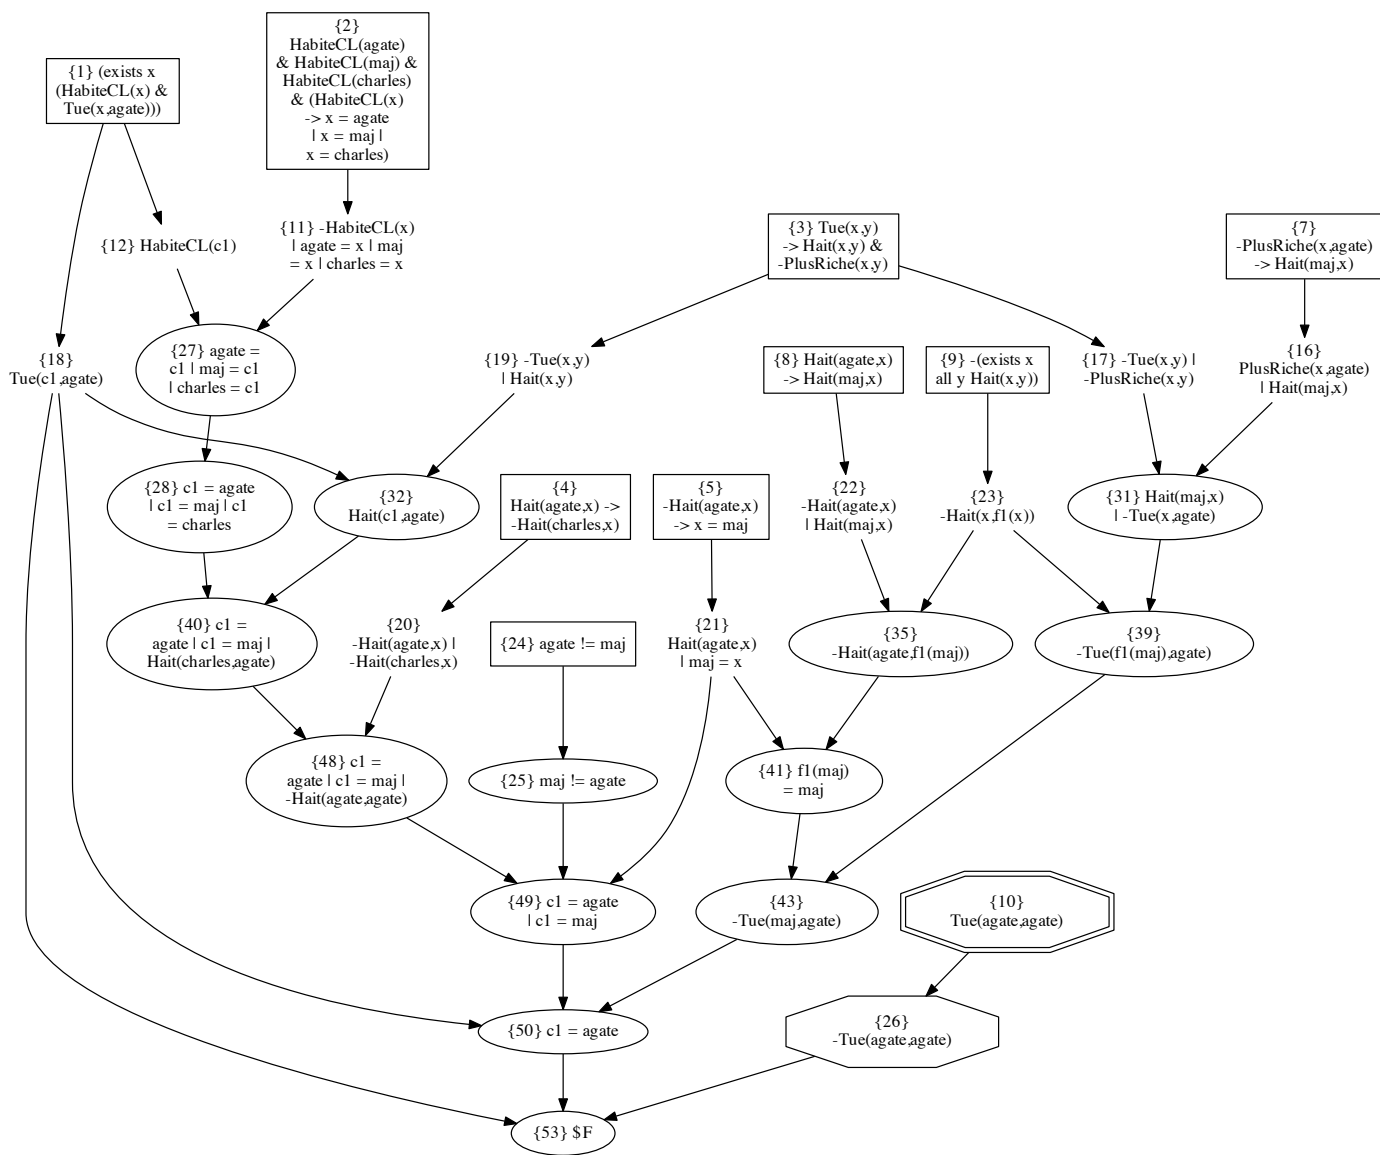 {2}
HabiteCL(agate)
& HabiteCL(maj) &
HabiteCL(charles)
& (HabiteCL(x)
-> x = agate
| x = maj |
x = charles)
{1} (exists x
(HabiteCL(x) &
Tue(x,agate)))
{12} HabiteCL(c1)
{11} -HabiteCL(x)
| agate = x | maj
= x | charles = x
{3} Tue(x,y)
-> Hait(x,y) &
-PlusRiche(x,y)
{7}
-PlusRiche(x,agate)
-> Hait(maj,x)
{18}
Tue(c1,agate)
{27} agate =
c1 | maj = c1
| charles = c1
{19} -Tue(x,y)
| Hait(x,y)
{8} Hait(agate,x)
-> Hait(maj,x)
{9} -(exists x
all y Hait(x,y))
{17} -Tue(x,y) |
-PlusRiche(x,y)
{16}
PlusRiche(x,agate)
| Hait(maj,x)
{28} c1 = agate
| c1 = maj | c1
= charles
{32}
Hait(c1,agate)
{4}
Hait(agate,x) ->
-Hait(charles,x)
{5}
-Hait(agate,x)
-> x = maj
{22}
-Hait(agate,x)
| Hait(maj,x)
{23}
-Hait(x,f1(x))
{31} Hait(maj,x)
| -Tue(x,agate)
{40} c1 =
agate | c1 = maj |
Hait(charles,agate)
{20}
-Hait(agate,x) |
-Hait(charles,x)
{24} agate != maj
{21}
Hait(agate,x)
| maj = x
{35}
-Hait(agate,f1(maj))
{39}
-Tue(f1(maj),agate)
{48} c1 =
agate | c1 = maj |
-Hait(agate,agate)
{25} maj != agate
{41} f1(maj)
= maj
{49} c1 = agate
| c1 = maj
{43}
-Tue(maj,agate)
{10}
Tue(agate,agate)
{50} c1 = agate
{26}
-Tue(agate,agate)
{53} $F